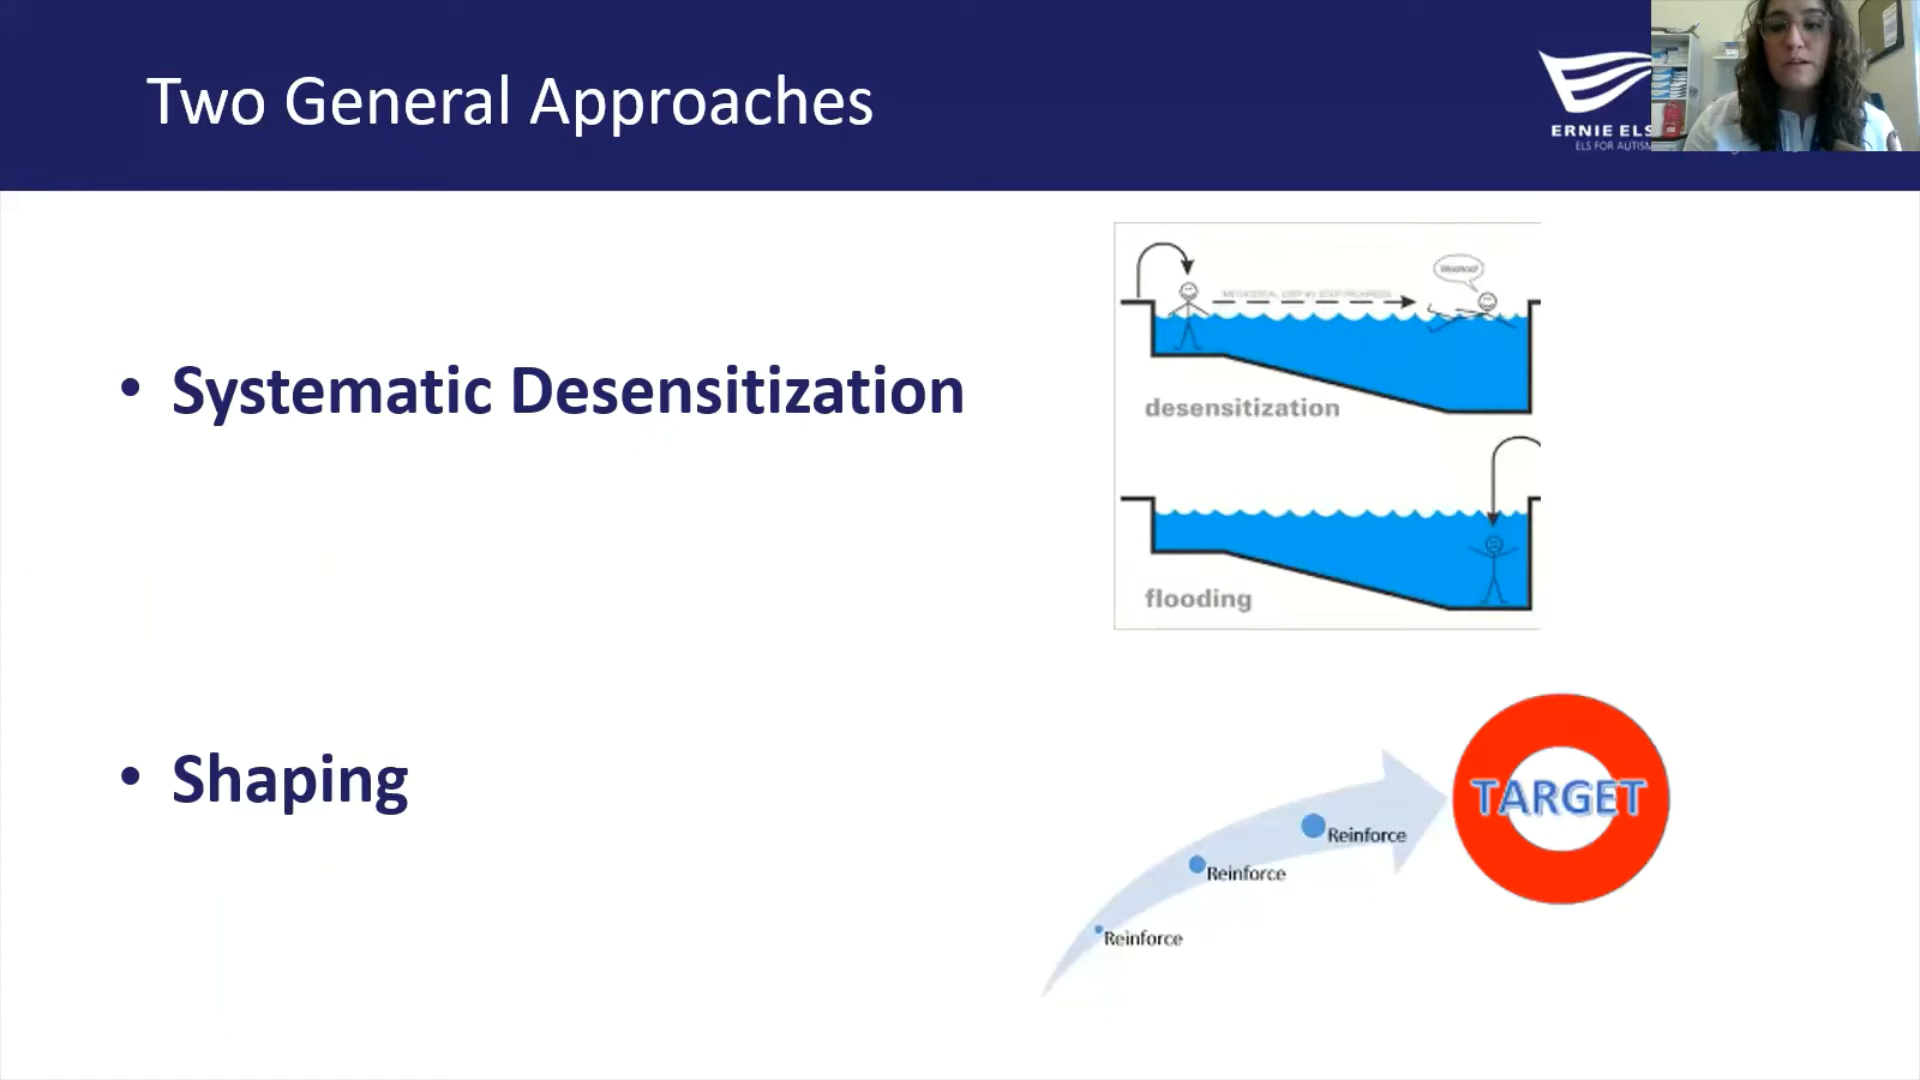 Two General Approaches
ERNIE ELS
ELS FOR AUTISM
• Systematic Desensitization
desensitization
flooding
• Shaping
TARGET
Reinforce
Reinforce
Reinforce